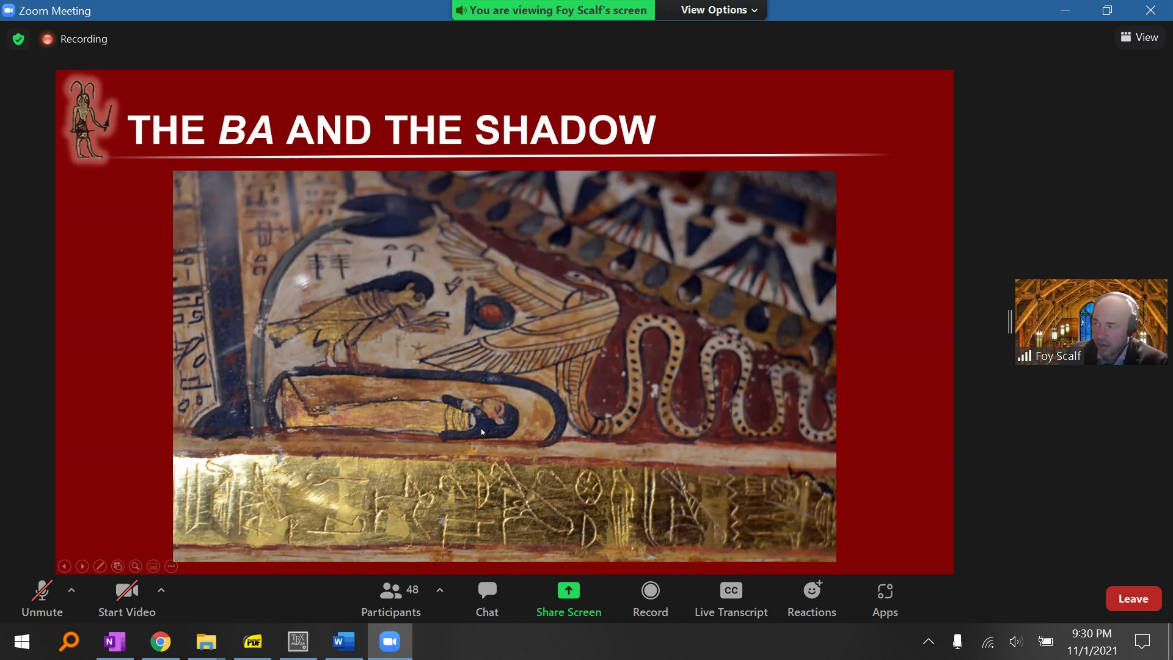 Zoom Meeting
You are viewing Foy Scalf's screen
View Options
Recording
View
THE BA AND THE SHADOW
Foy Scalf
48
CC
Unmute
Start Video
Participants
Chat
Share Screen
Record
Live Transcript
Reactions
Apps
Leave
N
PDF
TEX
W
9:30 PM
11/1/2021